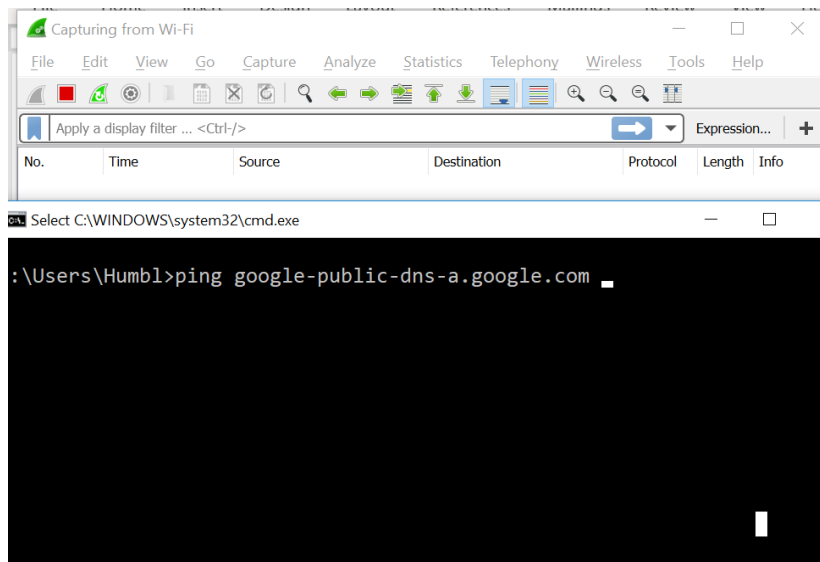 Capturing from Wi-Fi
File Edit View Go Capture Analyze Statistics Telephony Wireless Tools Help
Apply a display filter ... <Ctrl-/> Expression... +
No. Time Source Destination Protocol Length Info
Select C:\WINDOWS\system32\cmd.exe
:\Users\Humbl>ping google-public-dns-a.google.com